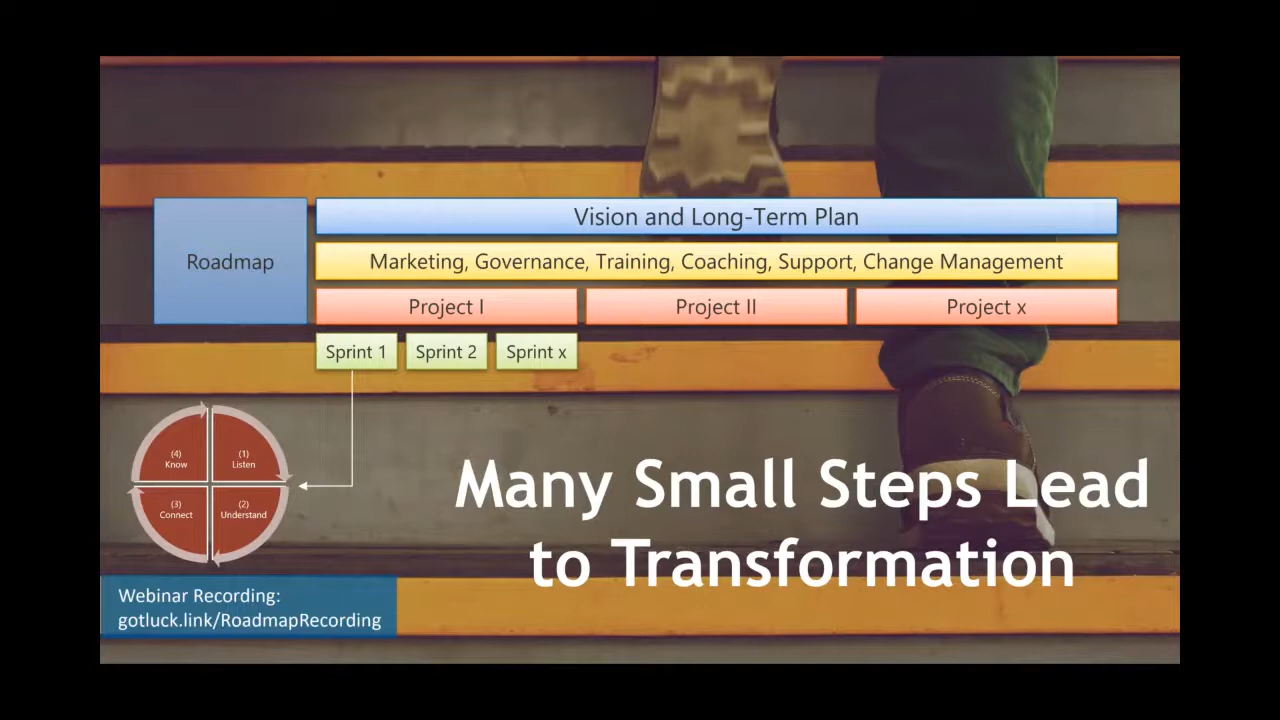 Roadmap
Vision and Long-Term Plan
Marketing, Governance, Training, Coaching, Support, Change Management
Project I
Project II
Project x
Sprint 1
Sprint 2
Sprint x
(4)
Know
(1)
Listen
(3)
Connect
(2)
Understand
Many Small Steps Lead
to Transformation
Webinar Recording:
gotluck.link/RoadmapRecording